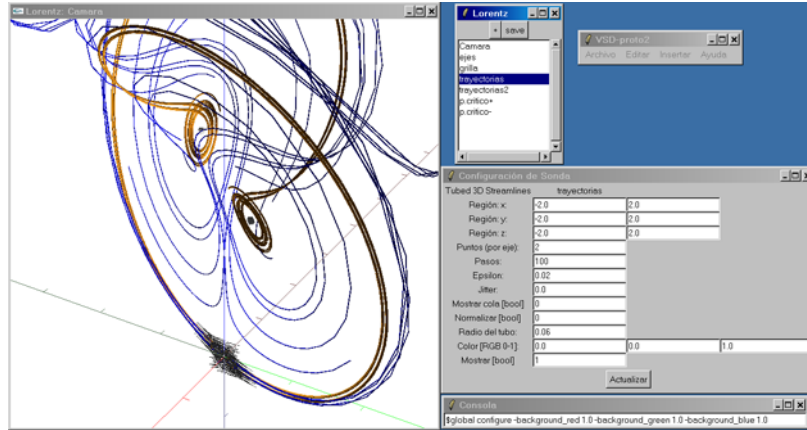 Lorentz: Camara
Lorentz
+ save
Camara
ejes
grilla
trayectorias
trayectorias2
p.critico+
p.critico-
VSD-proto2
Archivo Editar Insertar Ayuda
Configuración de Sonda
Tubed 3D Streamlines trayectorias
Región: x: -2.0 2.0
Región: y: -2.0 2.0
Región: z: -2.0 2.0
Puntos (por eje): 2
Pasos: 100
Epsilon: 0.02
Jitter: 0.0
Mostrar cola [bool] 0
Normalizar [bool] 0
Radio del tubo: 0.06
Color [RGB 0-1]: 0.0 0.0 1.0
Mostrar [bool] 1
Actualizar
Consola
$global configure -background_red 1.0 -background_green 1.0 -background_blue 1.0